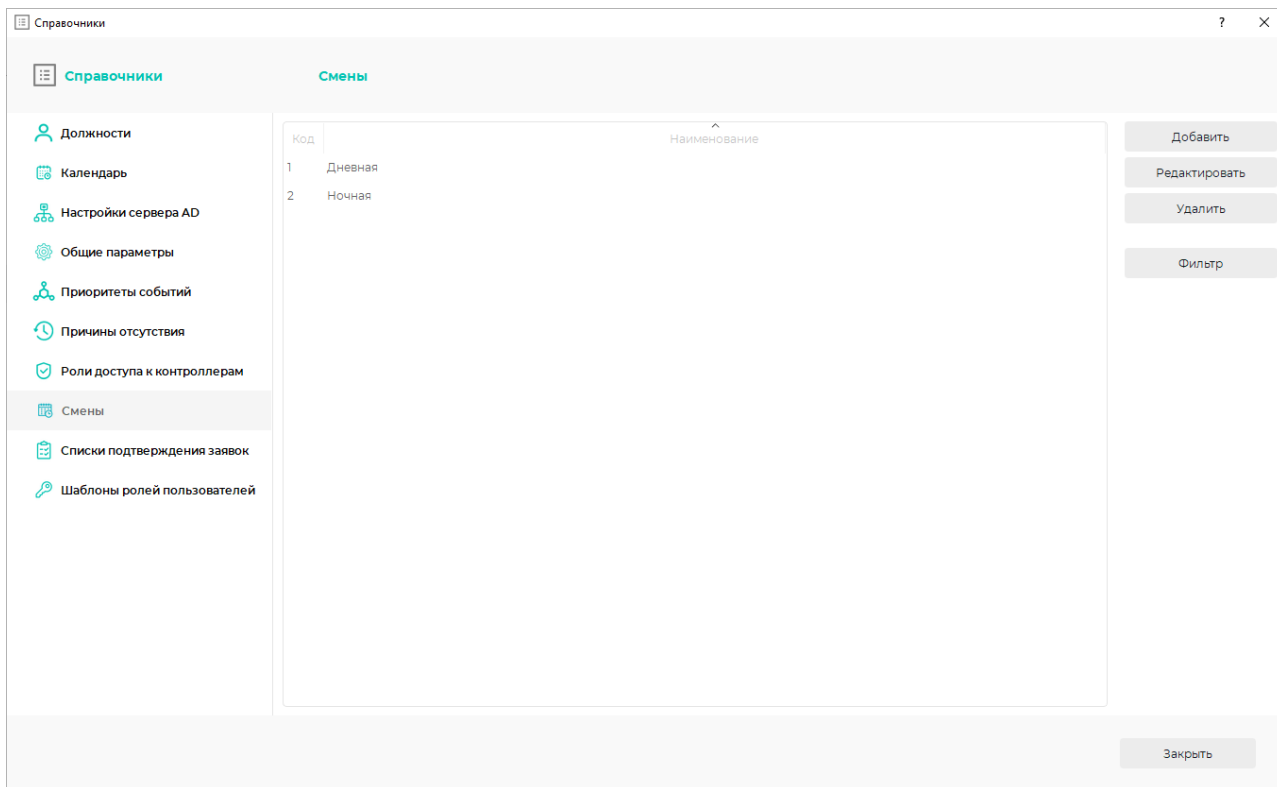 Справочники
?
Справочники
Смены
Должности
Календарь
Настройки сервера AD
Общие параметры
Приоритеты событий
Причины отсутствия
Роли доступа к контроллерам
Смены
Списки подтверждения заявок
Шаблоны ролей пользователей
Код Наименование
1 Дневная
2 Ночная
Добавить
Редактировать
Удалить
Фильтр
Закрыть